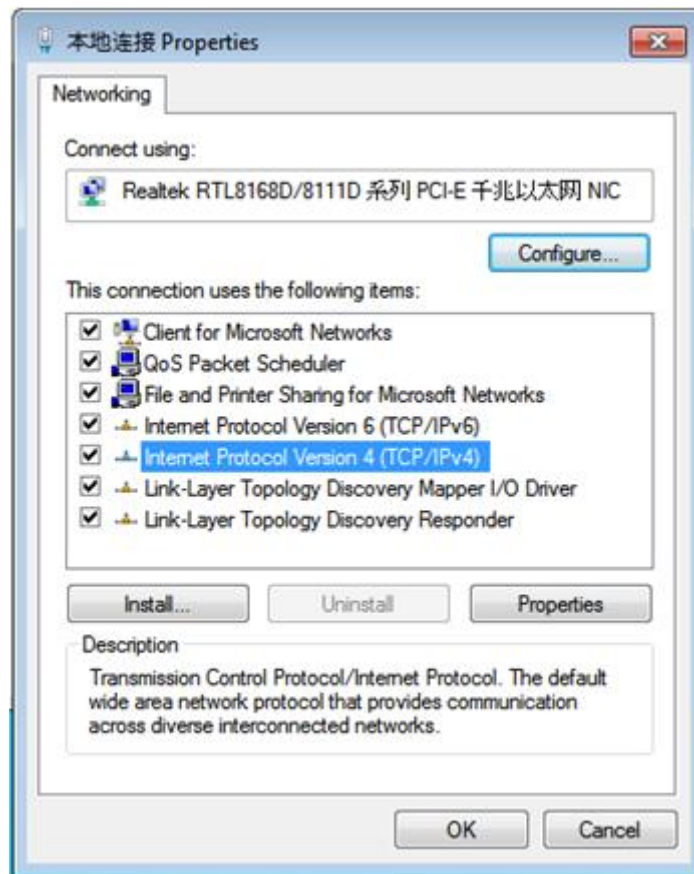 本地连接 Properties
Networking
Connect using:
Realtek RTL8168D/8111D 系列 PCI-E 千兆以太网 NIC
Configure...
This connection uses the following items:
Client for Microsoft Networks
QoS Packet Scheduler
File and Printer Sharing for Microsoft Networks
Internet Protocol Version 6 (TCP/IPv6)
Internet Protocol Version 4 (TCP/IPv4)
Link-Layer Topology Discovery Mapper I/O Driver
Link-Layer Topology Discovery Responder
Install... Uninstall Properties
Description
Transmission Control Protocol/Internet Protocol. The default
wide area network protocol that provides communication
across diverse interconnected networks.
OK Cancel